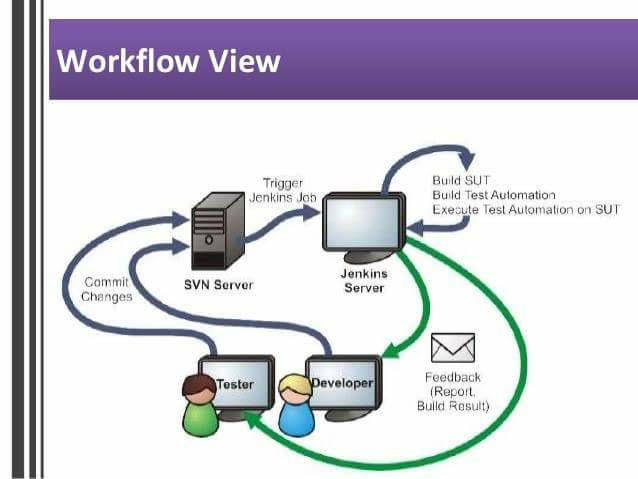 Workflow View
Trigger
Jenkins Job
Build SUT
Build Test Automation
Execute Test Automation on SUT
Commit
Changes
SVN Server
Jenkins
Server
Tester
Developer
Feedback
(Report,
Build Result)